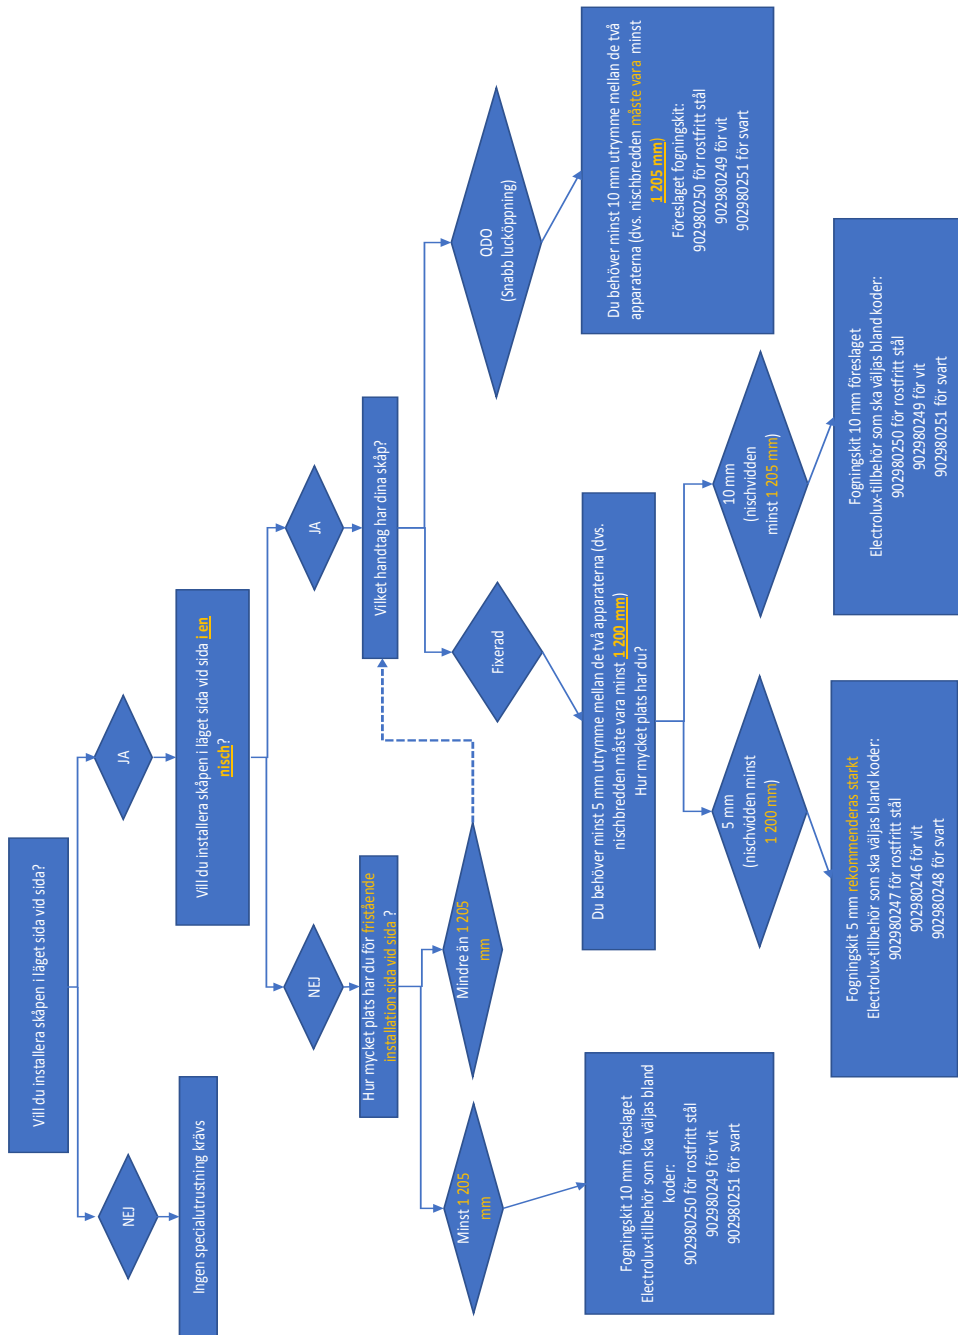 Vill du installera skåpen i läget sida vid sida?
NEJ
JA
Ingen specialutrustning krävs
Vill du installera skåpen i läget sida vid sida i en
nisch?
NEJ
JA
Hur mycket plats har du för fristående
installation sida vid sida ?
Vilket handtag har dina skåp?
Minst 1 205
mm
Mindre än 1 205
mm
Fixerad
QDO
(Snabb lucköppning)
Fogningskit 10 mm föreslaget
Electrolux-tillbehör som ska väljas bland
koder:
902980250 för rostfritt stål
902980249 för vit
902980251 för svart
Du behöver minst 5 mm utrymme mellan de två apparaterna (dvs.
nischbredden måste vara minst 1 200 mm)
Hur mycket plats har du?
Du behöver minst 10 mm utrymme mellan de två
apparaterna (dvs. nischbredden måste vara minst
1 205 mm)
Föreslaget fogningskit:
902980250 för rostfritt stål
902980249 för vit
902980251 för svart
5 mm
(nischvidden minst
1 200 mm)
10 mm
(nischvidden
minst 1 205 mm)
Fogningskit 5 mm rekommenderas starkt
Electrolux-tillbehör som ska väljas bland koder:
902980247 för rostfritt stål
902980246 för vit
902980248 för svart
Fogningskit 10 mm föreslaget
Electrolux-tillbehör som ska väljas bland koder:
902980250 för rostfritt stål
902980249 för vit
902980251 för svart